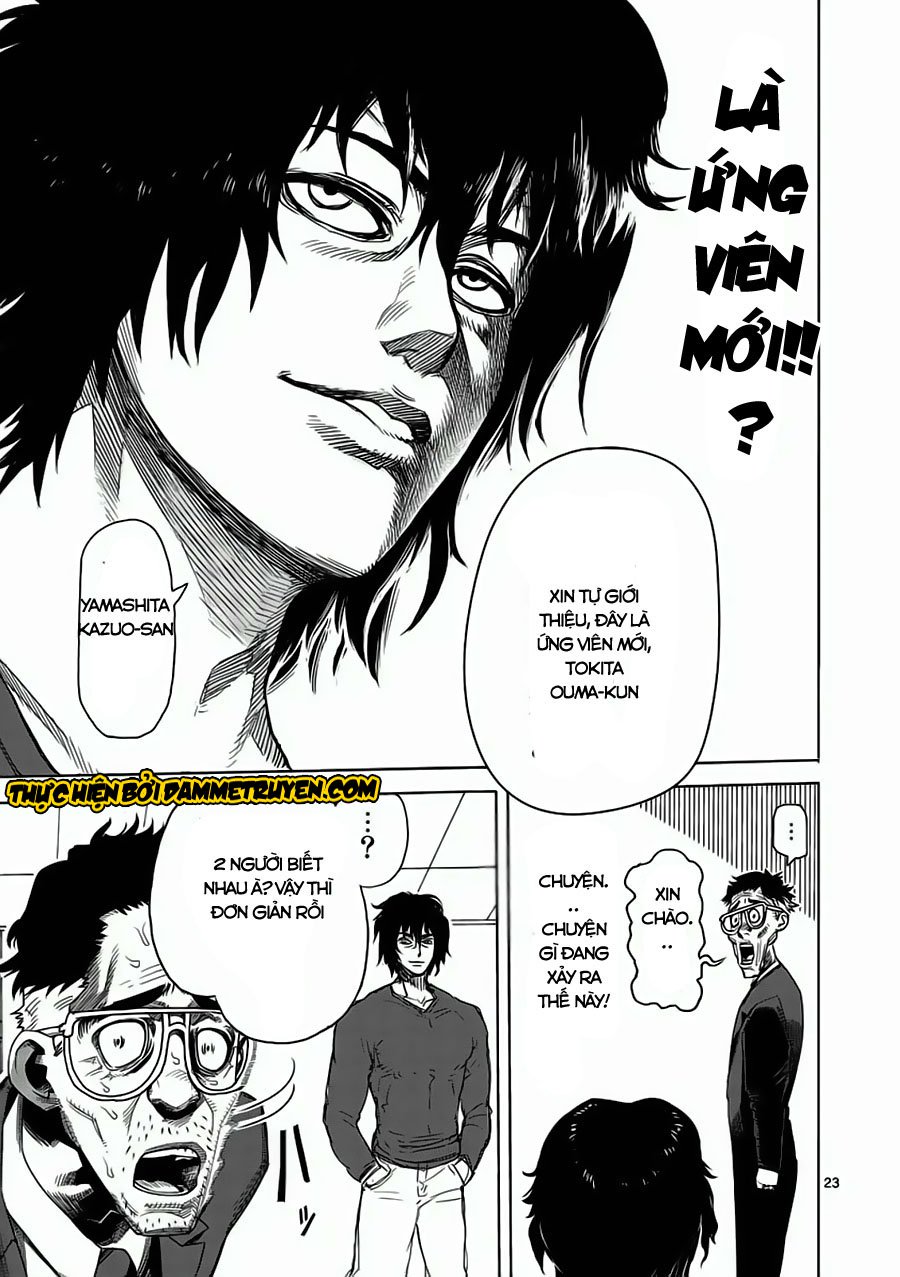 LÀ
ỨNG
VIÊN
MỚI!!
?
XIN TỰ GIỚI
THIỆU, ĐÂY LÀ
ỨNG VIÊN MỚI,
TOKITA
OUMA-KUN
YAMASHITA
KAZUO-SAN
THỰC HIỆN BỞI DAMMETRUYEN.COM
...
XIN
CHÀO.
..
CHUYỆN.
..
CHUYỆN
GÌ ĐANG
XẢY RA
THẾ NÀY!
...?
2 NGƯỜI BIẾT
NHAU À? VẬY THÌ
ĐƠN GIẢN RỒI
!!
23